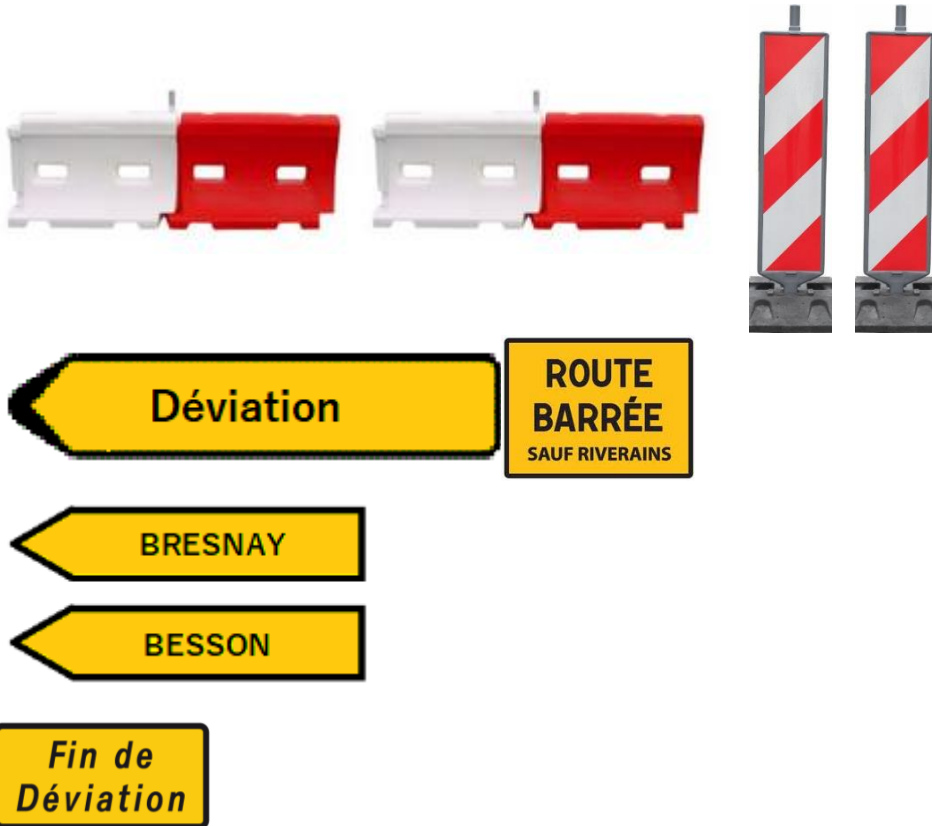 Déviation
ROUTE
BARRÉE
SAUF RIVERAINS
BRESNAY
BESSON
Fin de
Déviation